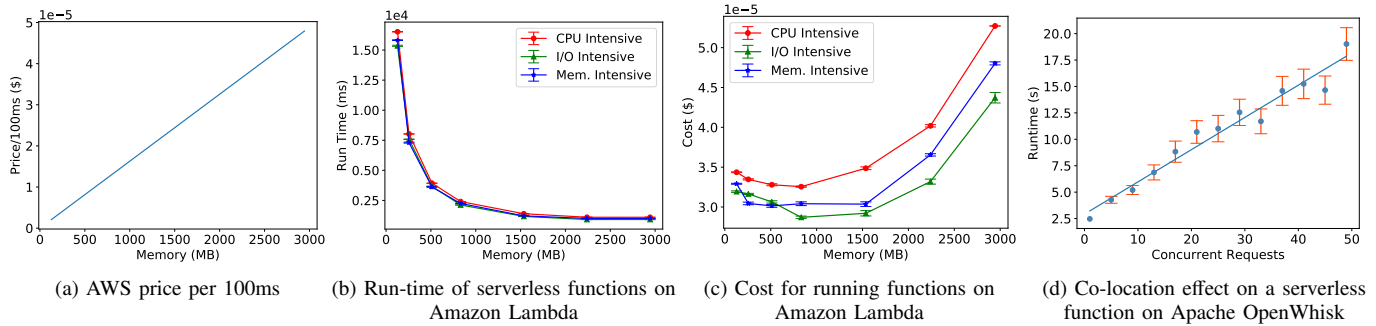 1e−5
5
4
3
2
1
0
Price/100ms ($)
500 1000 1500 2000 2500 3000
Memory (MB)
(a) AWS price per 100ms
1e4
1.50
1.25
1.00
0.75
0.50
0.25
Run Time (ms)
CPU Intensive
I/O Intensive
Mem. Intensive
0 500 1000 1500 2000 2500 3000
Memory (MB)
(b) Run-time of serverless functions on
Amazon Lambda
1e−5
5.0
4.5
4.0
3.5
3.0
Cost ($)
CPU Intensive
I/O Intensive
Mem. Intensive
0 500 1000 1500 2000 2500 3000
Memory (MB)
(c) Cost for running functions on
Amazon Lambda
20.0
17.5
15.0
12.5
10.0
7.5
5.0
2.5
Runtime (s)
0 10 20 30 40 50
Concurrent Requests
(d) Co-location effect on a serverless
function on Apache OpenWhisk